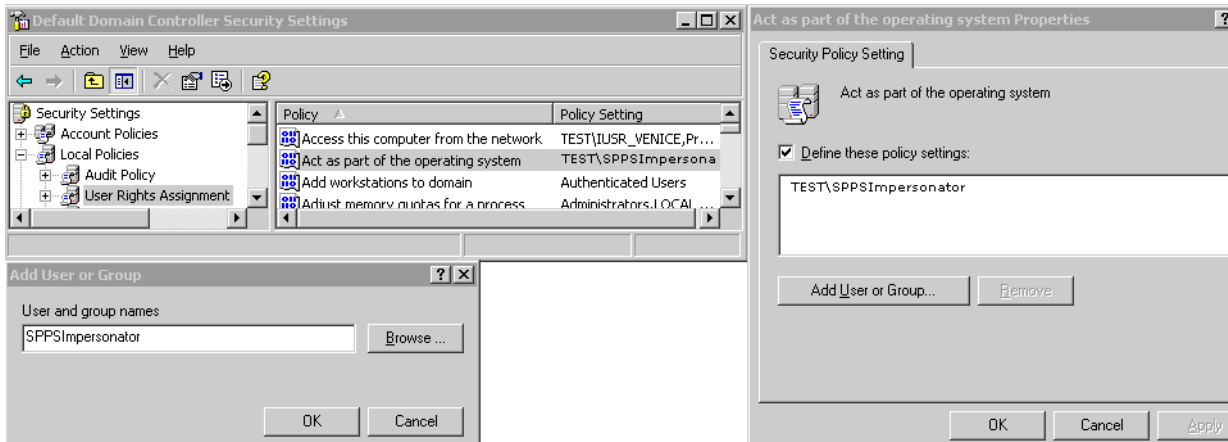 Default Domain Controller Security Settings
File Action View Help
Security Settings
Account Policies
Local Policies
Audit Policy
User Rights Assignment
Policy Policy Setting
Access this computer from the network TEST\IUSR_VENICE,Pr...
Act as part of the operating system TEST\SPPSImpersona
Add workstations to domain Authenticated Users
Adjust memory quotas for a process Administrators,LOCAL ...
Add User or Group
User and group names
SPPSImpersonator
Browse ...
OK Cancel
Act as part of the operating system Properties
Security Policy Setting
Act as part of the operating system
Define these policy settings:
TEST\SPPSImpersonator
Add User or Group... Remove
OK Cancel Apply